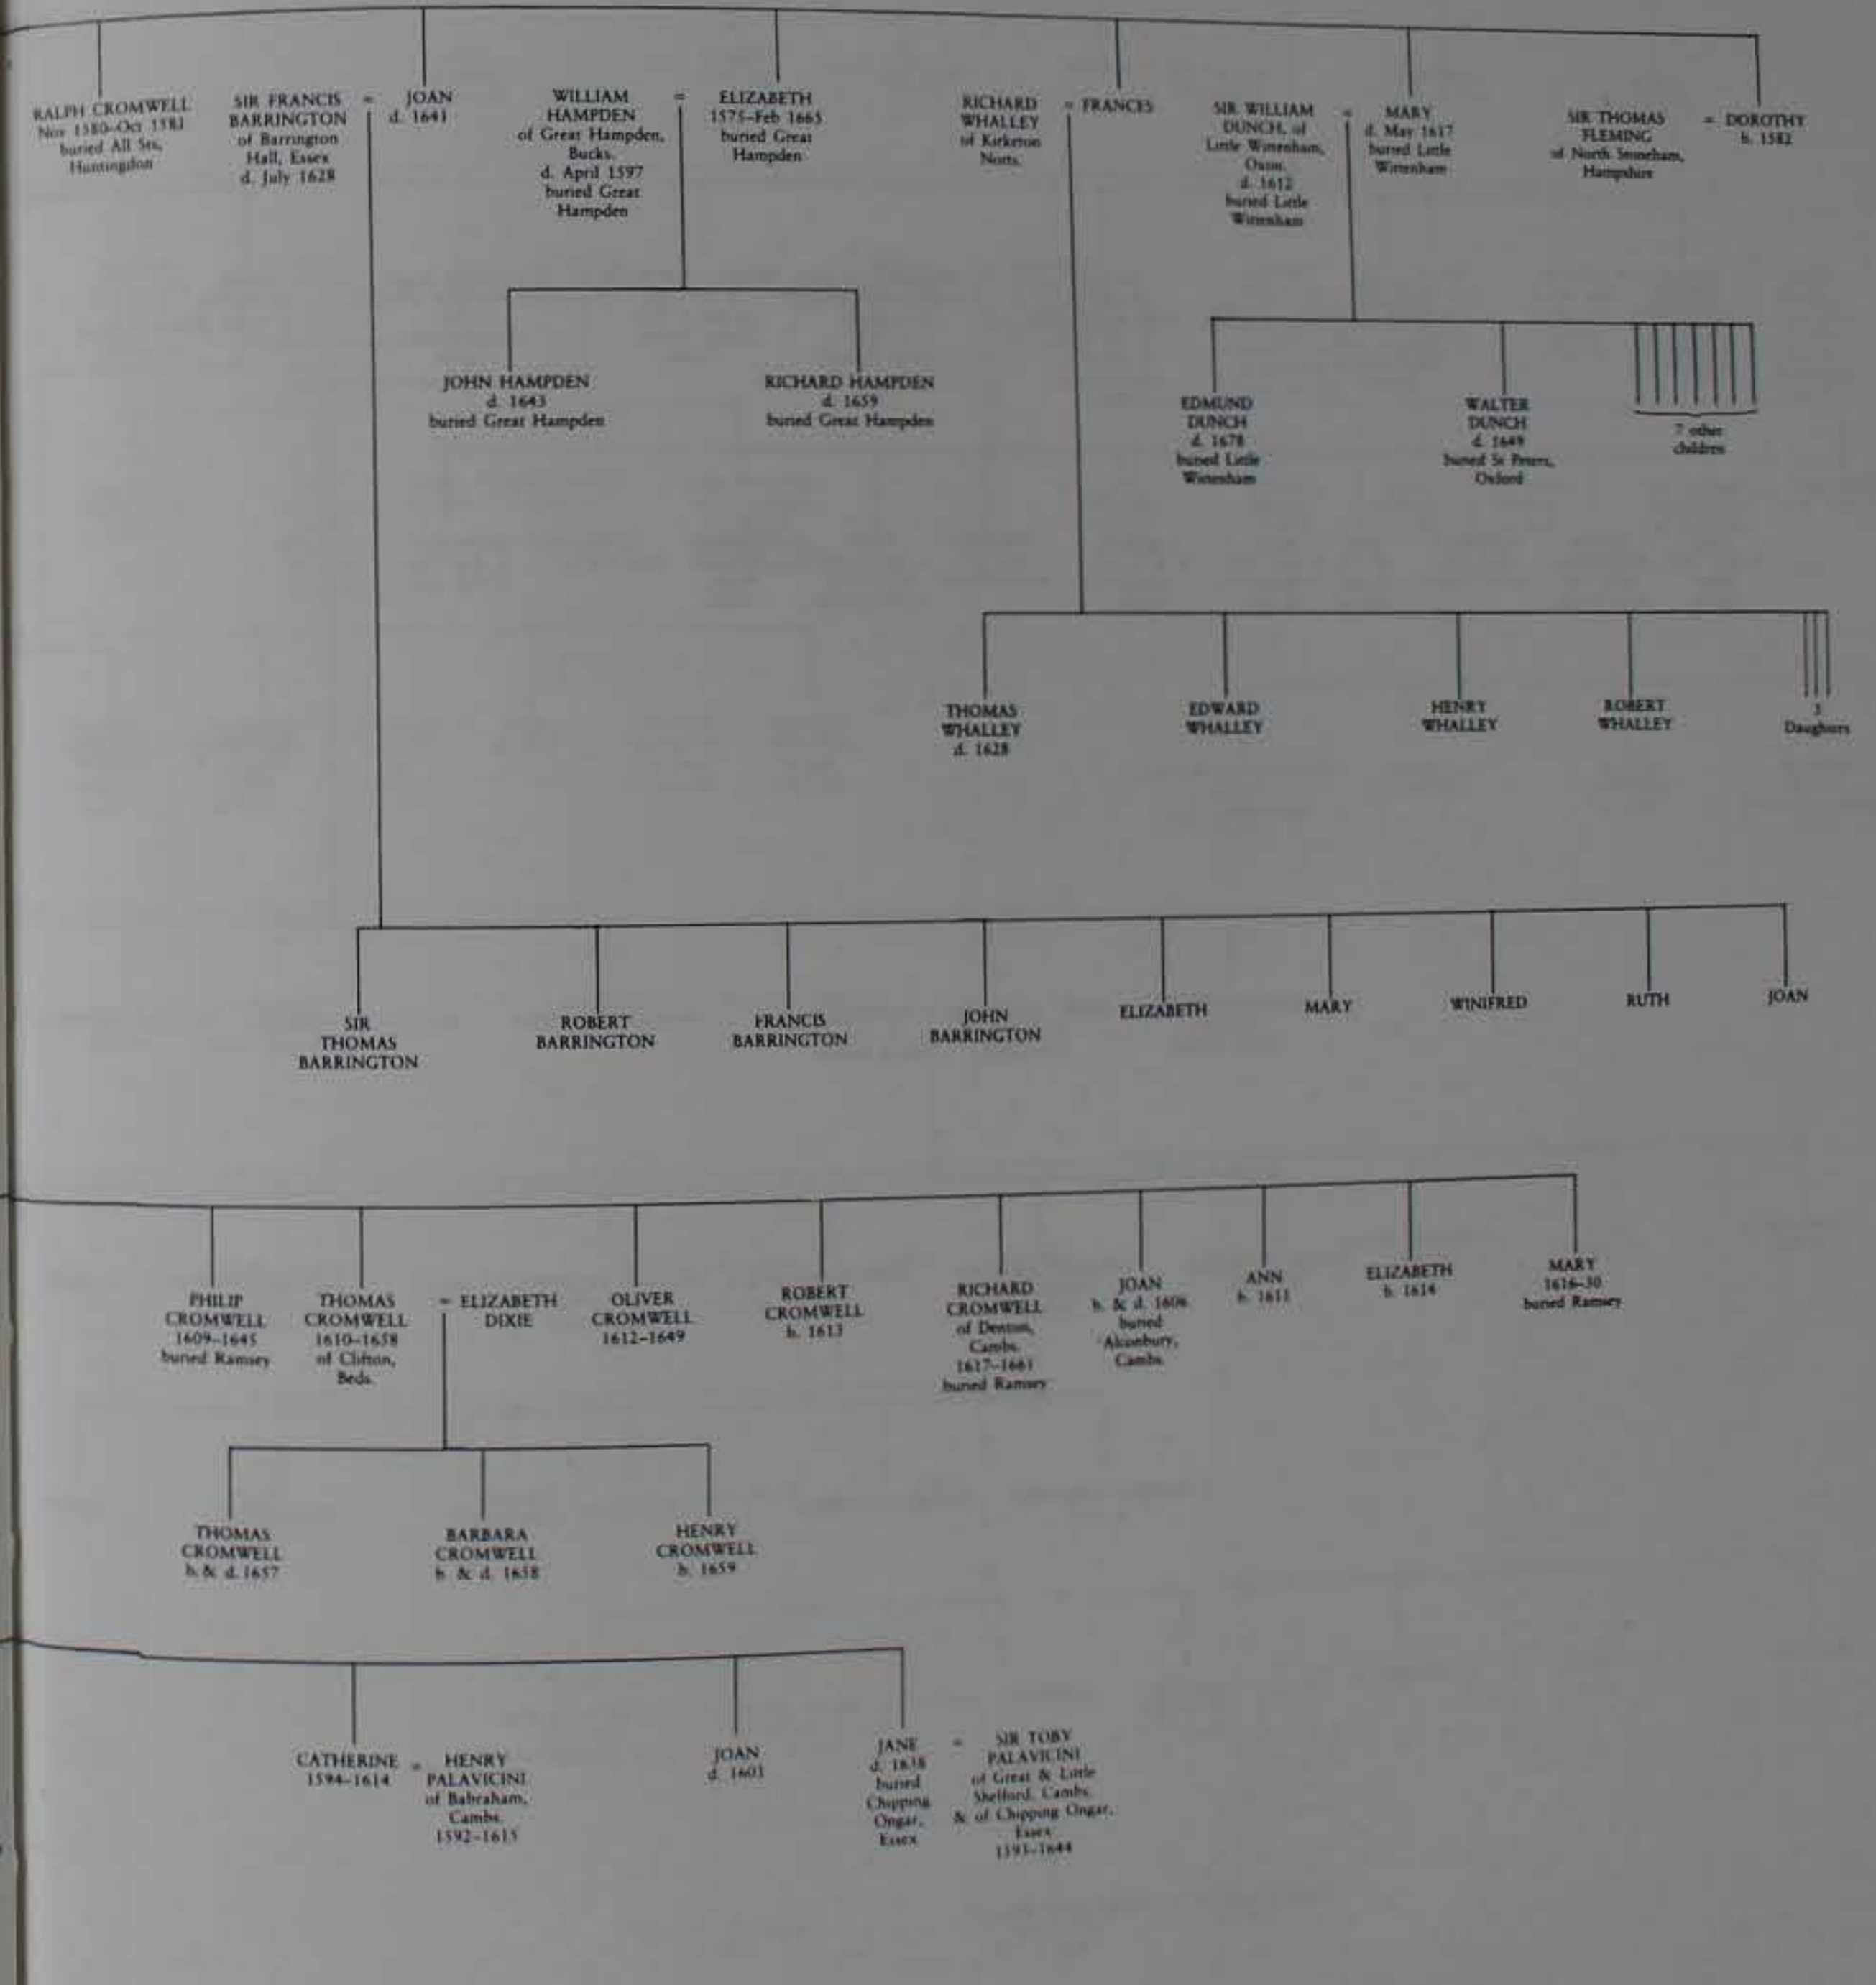 RALPH CROMWELL
Nov 1580–Oct 1581
buried All Sts,
Huntingdon
SIR FRANCIS
BARRINGTON
of Barrington
Hall, Essex
d. July 1628
=
JOAN
d. 1641
WILLIAM
HAMPDEN
of Great Hampden,
Bucks.
d. April 1597
buried Great
Hampden
=
ELIZABETH
1575–Feb 1665
buried Great
Hampden
RICHARD
WHALLEY
of Kirketon
Notts.
= FRANCES
SIR WILLIAM
DUNCH, of
Little Wittenham,
Oxon.
d. 1612
buried Little
Wittenham
=
MARY
d. May 1617
buried Little
Wittenham
SIR THOMAS
FLEMING
of North Stoneham,
Hampshire
= DOROTHY
b. 1582
JOHN HAMPDEN
d. 1643
buried Great Hampden
RICHARD HAMPDEN
d. 1659
buried Great Hampden
EDMUND
DUNCH
d. 1678
buried Little
Wittenham
WALTER
DUNCH
d. 1649
buried St Peters,
Oxford
7 other
children
THOMAS
WHALLEY
d. 1628
EDWARD
WHALLEY
HENRY
WHALLEY
ROBERT
WHALLEY
3
Daughters
SIR
THOMAS
BARRINGTON
ROBERT
BARRINGTON
FRANCIS
BARRINGTON
JOHN
BARRINGTON
ELIZABETH
MARY
WINIFRED
RUTH
JOAN
PHILIP
CROMWELL
1609–1645
buried Ramsey
THOMAS
CROMWELL
1610–1658
of Clifton,
Beds.
= ELIZABETH
DIXIE
OLIVER
CROMWELL
1612–1649
ROBERT
CROMWELL
b. 1613
RICHARD
CROMWELL
of Denton,
Cambs.
1617–1661
buried Ramsey
JOAN
b. & d. 1606
buried
Alconbury,
Cambs.
ANN
b. 1611
ELIZABETH
b. 1614
MARY
1616–30
buried Ramsey
THOMAS
CROMWELL
b. & d. 1657
BARBARA
CROMWELL
b. & d. 1658
HENRY
CROMWELL
b. 1659
CATHERINE
1594–1614
=
HENRY
PALAVICINI
of Babraham,
Cambs.
1592–1615
JOAN
d. 1601
JANE
d. 1638
buried
Chipping
Ongar,
Essex
=
SIR TOBY
PALAVICINI
of Great & Little
Shelford, Cambs.
& of Chipping Ongar,
Essex
1593–1644